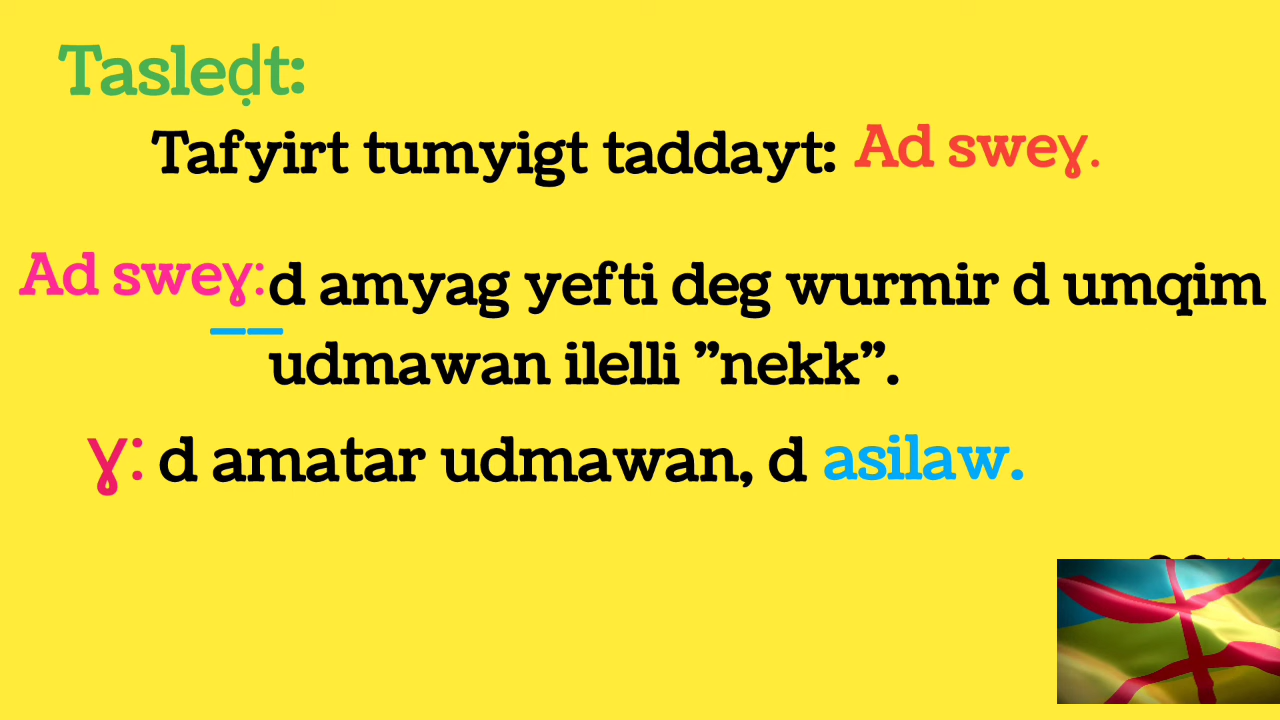 Tasleḍt:
Tafyirt tumyigt taddayt: Ad sweɣ.
Ad sweɣ: d amyag yefti deg wurmir d umqim
udmawan ilelli ”nekk”.
ɣ: d amatar udmawan, d asilaw.